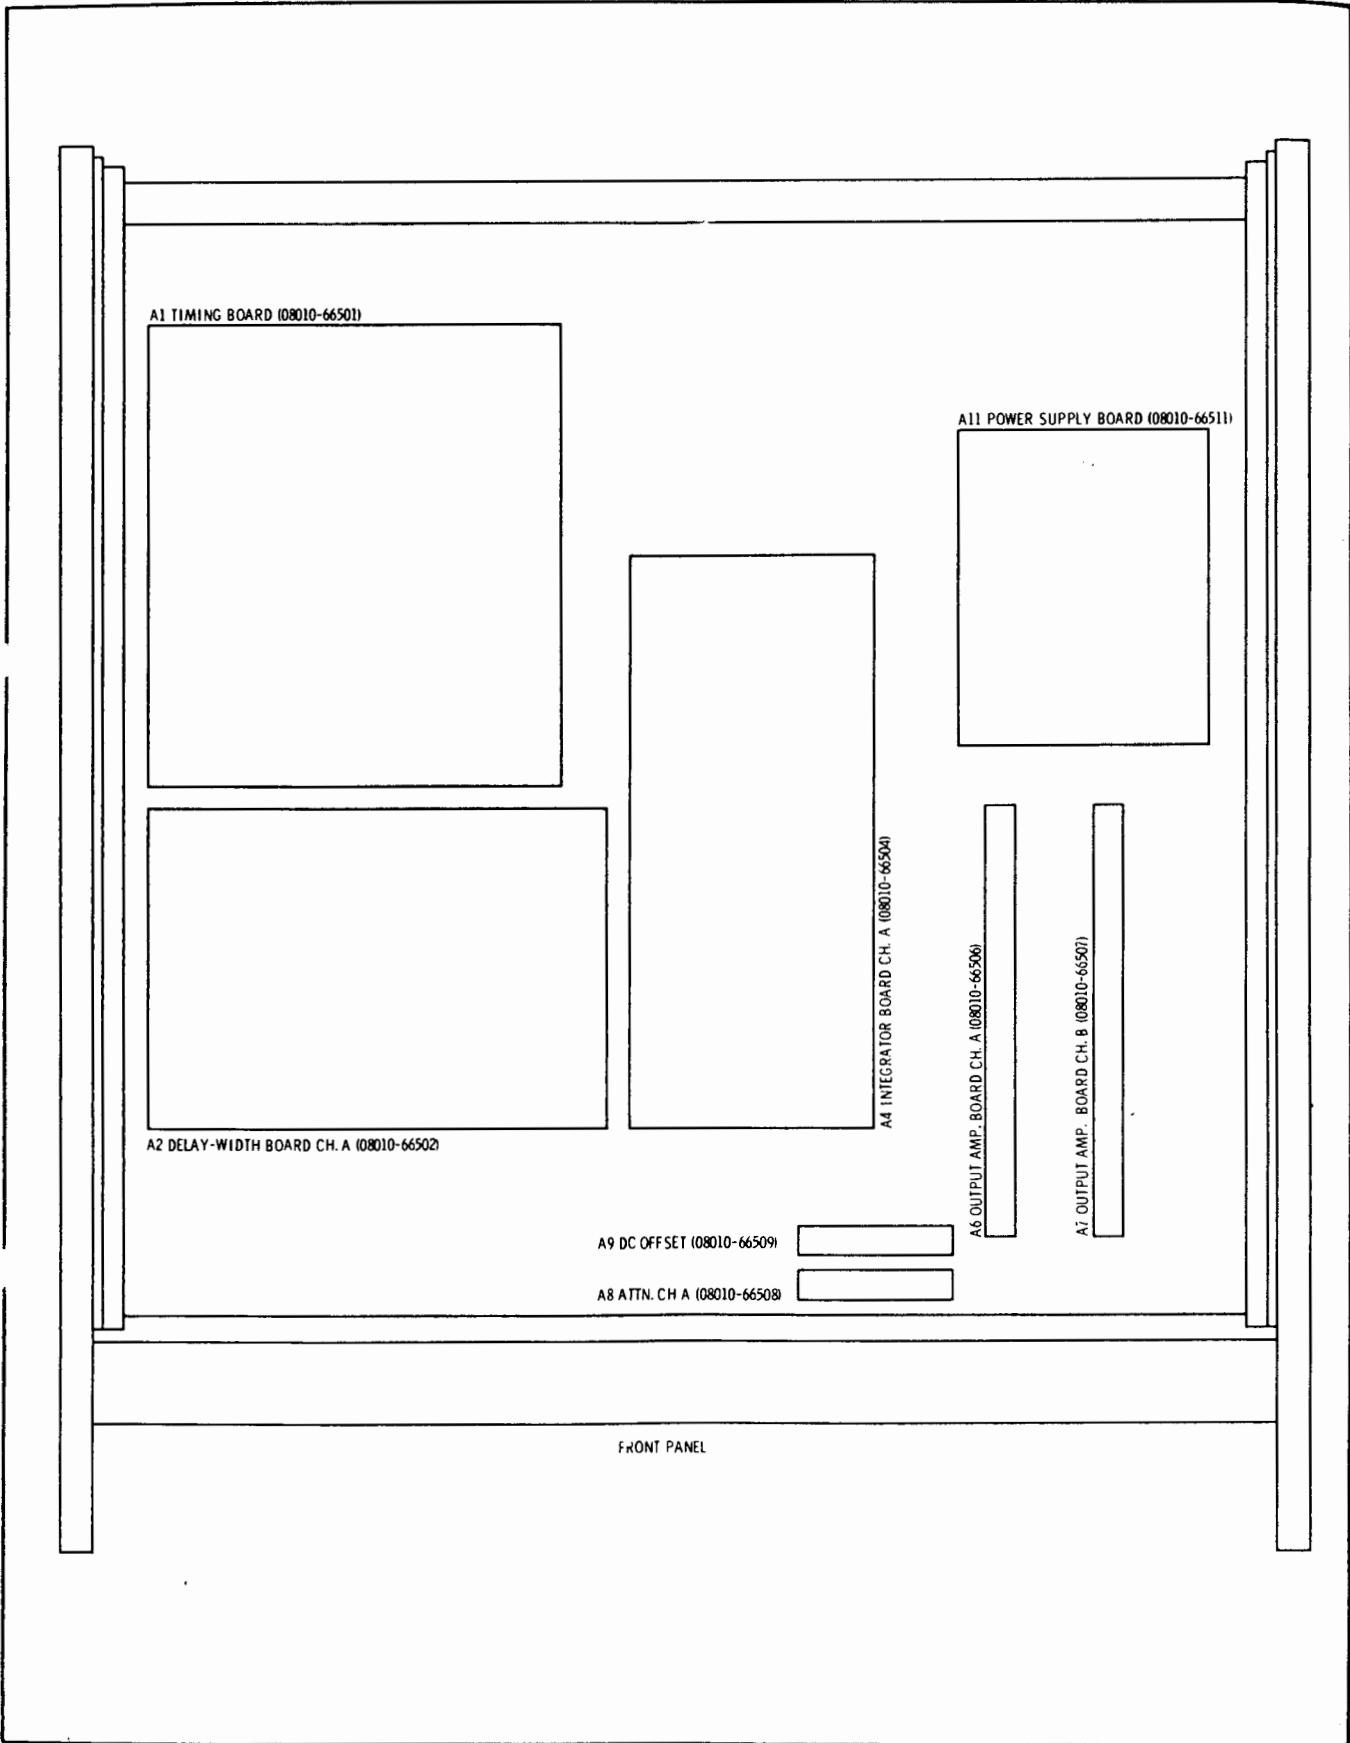 A1 TIMING BOARD (08010-66501)
A11 POWER SUPPLY BOARD (08010-66511)
A4 INTEGRATOR BOARD CH. A (08010-66504)
A6 OUTPUT AMP. BOARD CH. A (08010-66506)
A7 OUTPUT AMP. BOARD CH. B (08010-66507)
A2 DELAY-WIDTH BOARD CH. A (08010-66502)
A9 DC OFFSET (08010-66509)
A8 ATTN. CH A (08010-66508)
FRONT PANEL